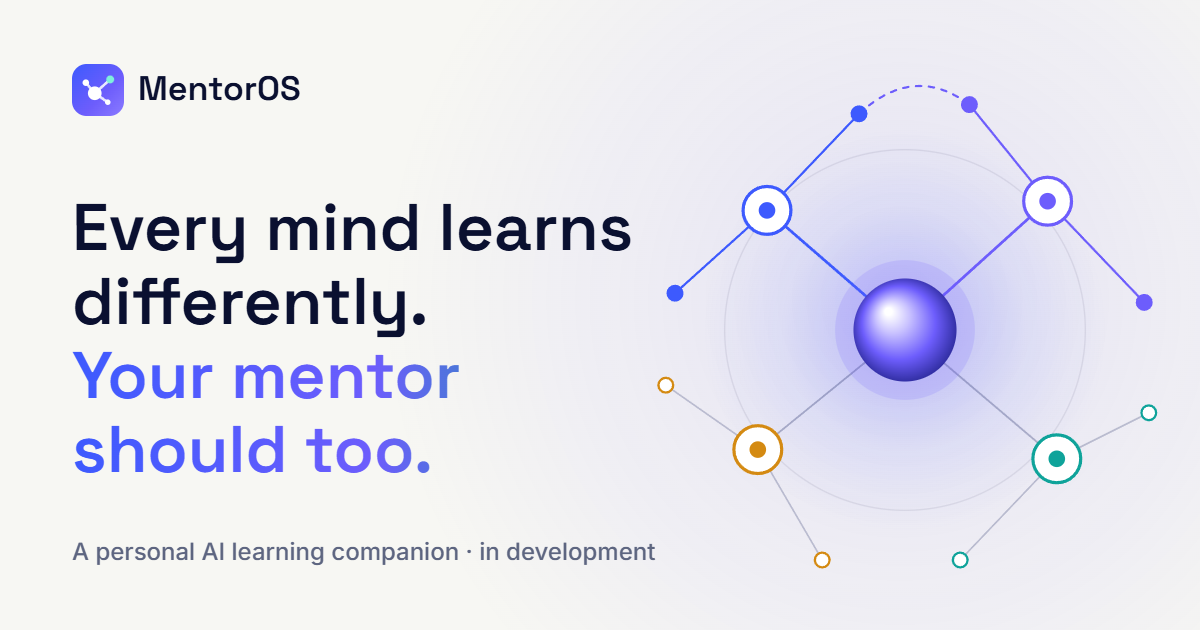 MentorOS
Every mind learns
differently.
Your mentor
should too.
A personal AI learning companion · in development